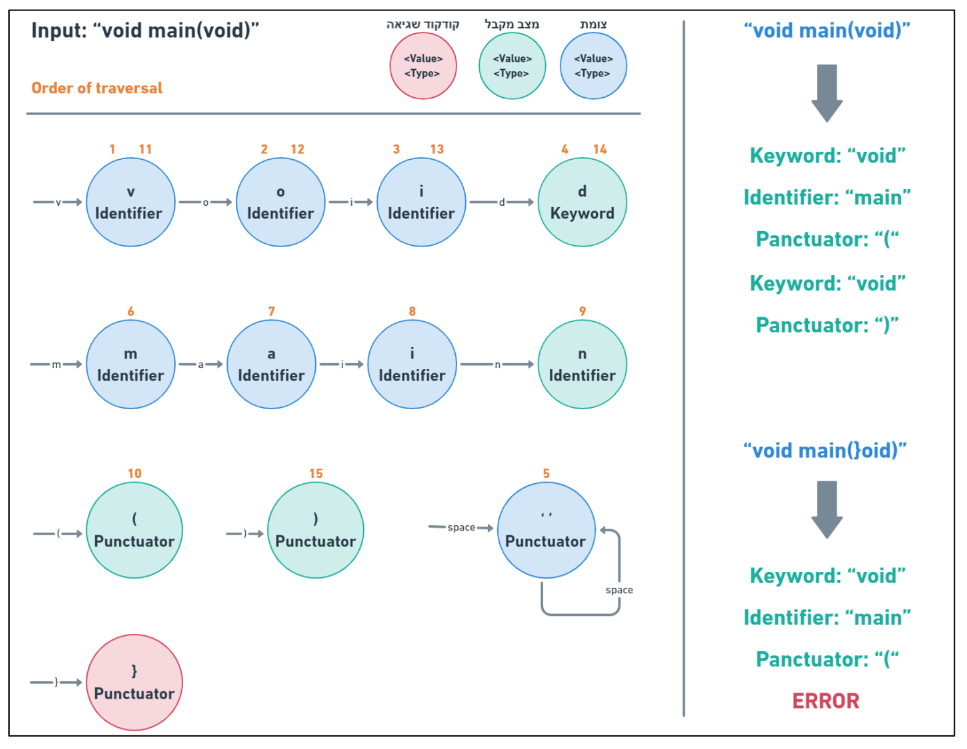 Input: “void main(void)”
קודקוד שגיאה
מצב מקבל
צומת
<Value>
<Type>
<Value>
<Type>
<Value>
<Type>
Order of traversal
1 11
2 12
3 13
4 14
v
v
Identifier
o
o
Identifier
i
i
Identifier
d
d
Keyword
6
7
8
9
m
m
Identifier
a
a
Identifier
i
i
Identifier
n
n
Identifier
10
15
5
(
(
Punctuator
)
)
Punctuator
space
‘ ’
Punctuator
space
}
}
Punctuator
“void main(void)”
Keyword: “void”
Identifier: “main”
Panctuator: “(“
Keyword: “void”
Panctuator: “)”
“void main(}oid)”
Keyword: “void”
Identifier: “main”
Panctuator: “(“
ERROR